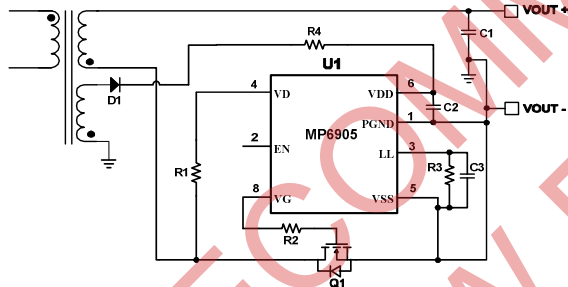 VOUT +
R4
C1
U1
D1
4
VD
VDD
6
C2
VOUT -
PGND
1
2
EN
MP6905
LL
3
R1
R3
C3
8
VG
VSS
5
R2
Q1